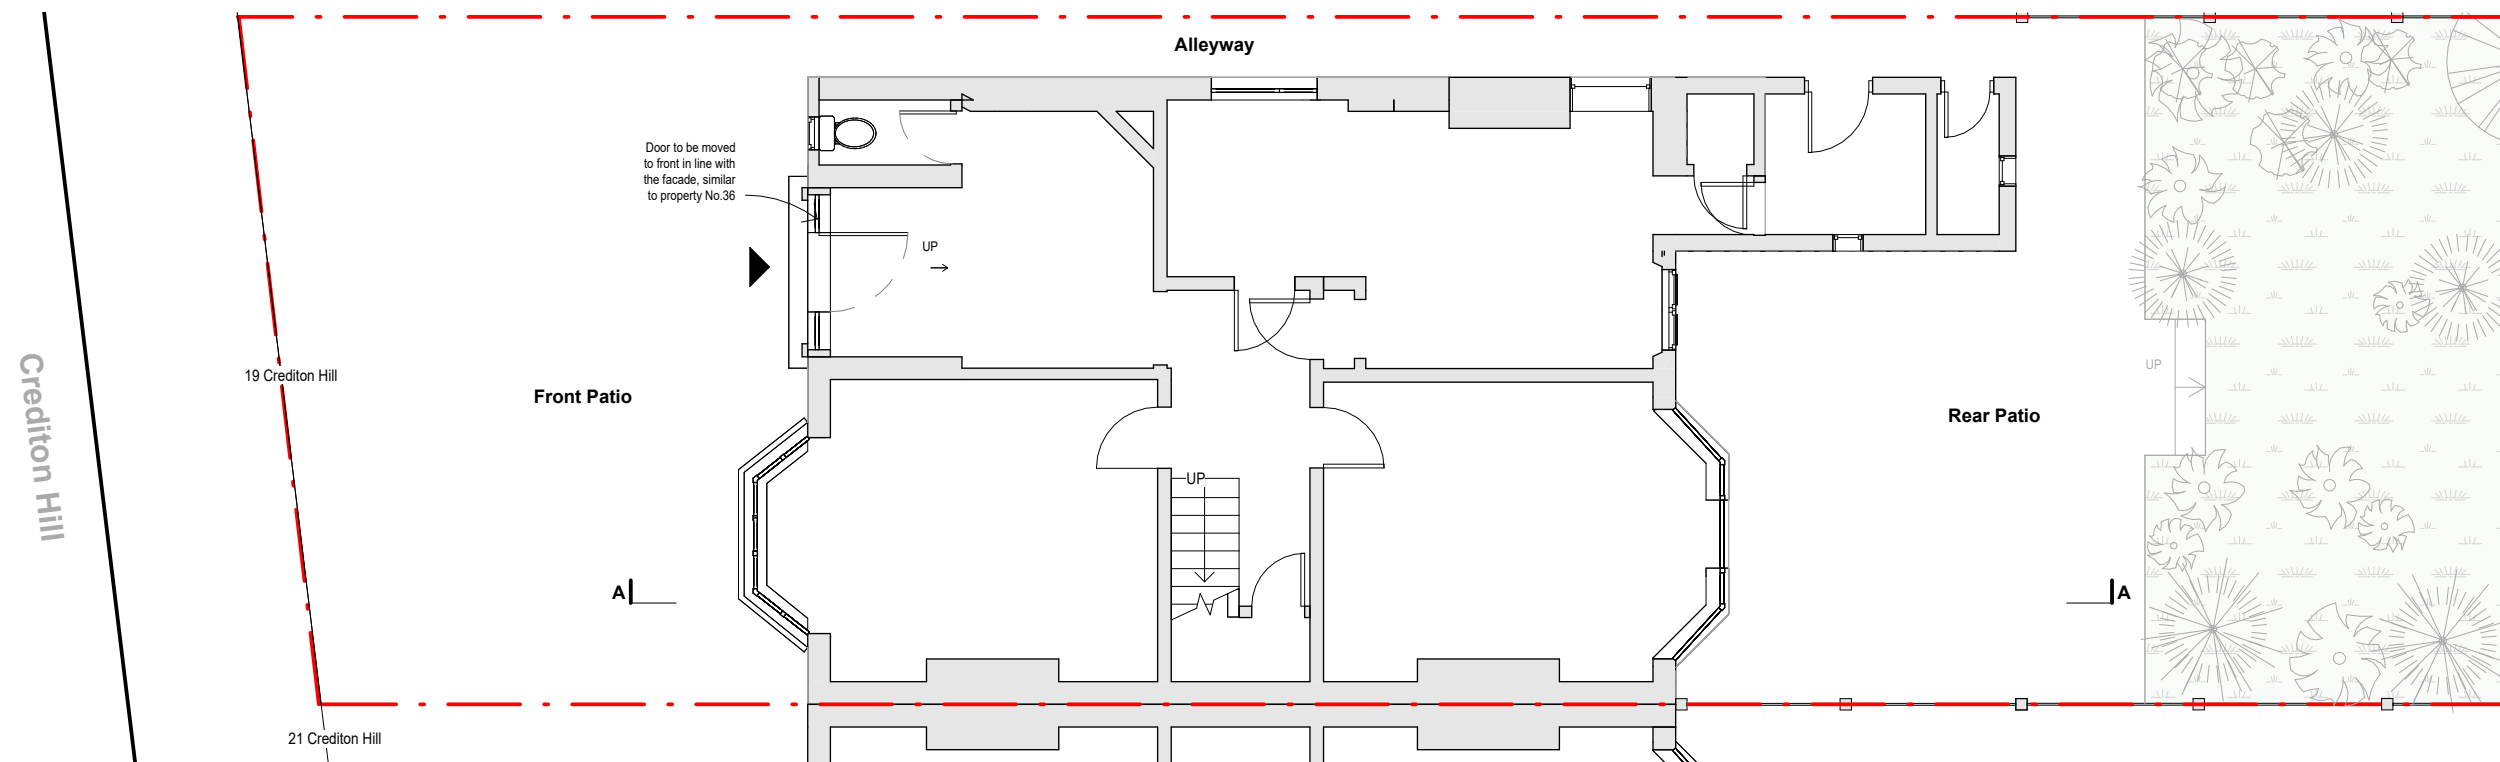 Alleyway
Door to be moved
to front in line with
the facade, similar
to property No.36
UP
Crediton Hill
19 Crediton Hill
Front Patio
UP
Rear Patio
UP
A
A
21 Crediton Hill